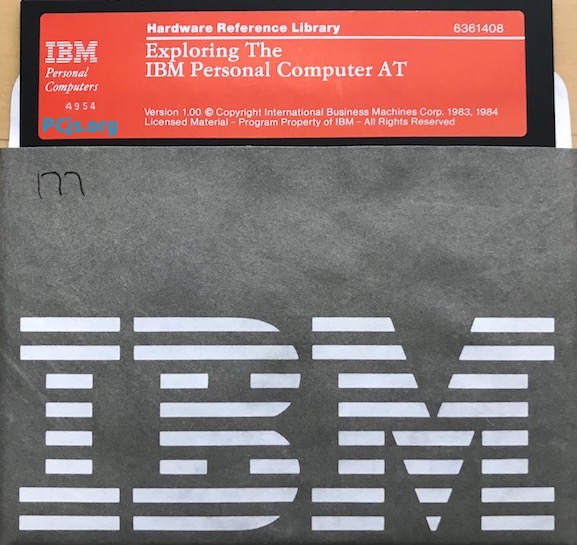 Hardware Reference Library 6361408
IBM
Exploring The
IBM Personal Computer AT
Personal
Computers
4954
PCjs.org
Version 1.00 © Copyright International Business Machines Corp. 1983, 1984
Licensed Material - Program Property of IBM - All Rights Reserved
IBM